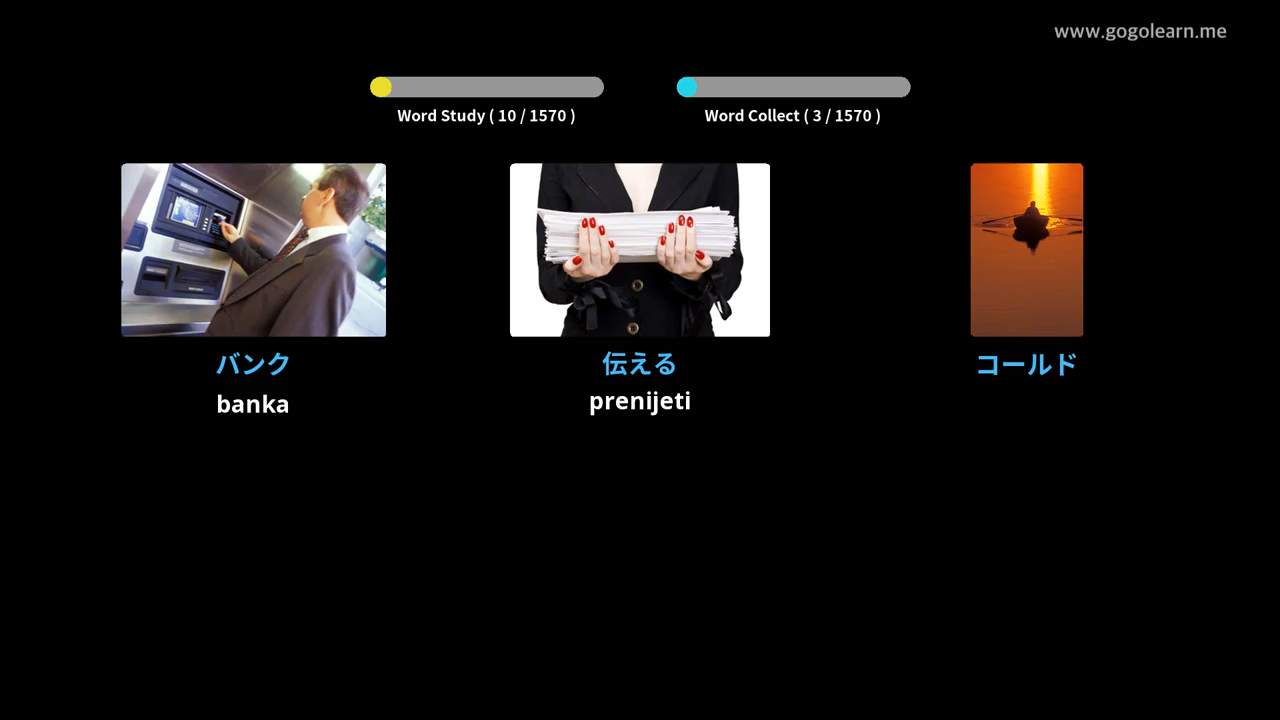 www.gogolearn.me
Word Study ( 10 / 1570 )
Word Collect ( 3 / 1570 )
バンク
伝える
コールド
banka
prenijeti